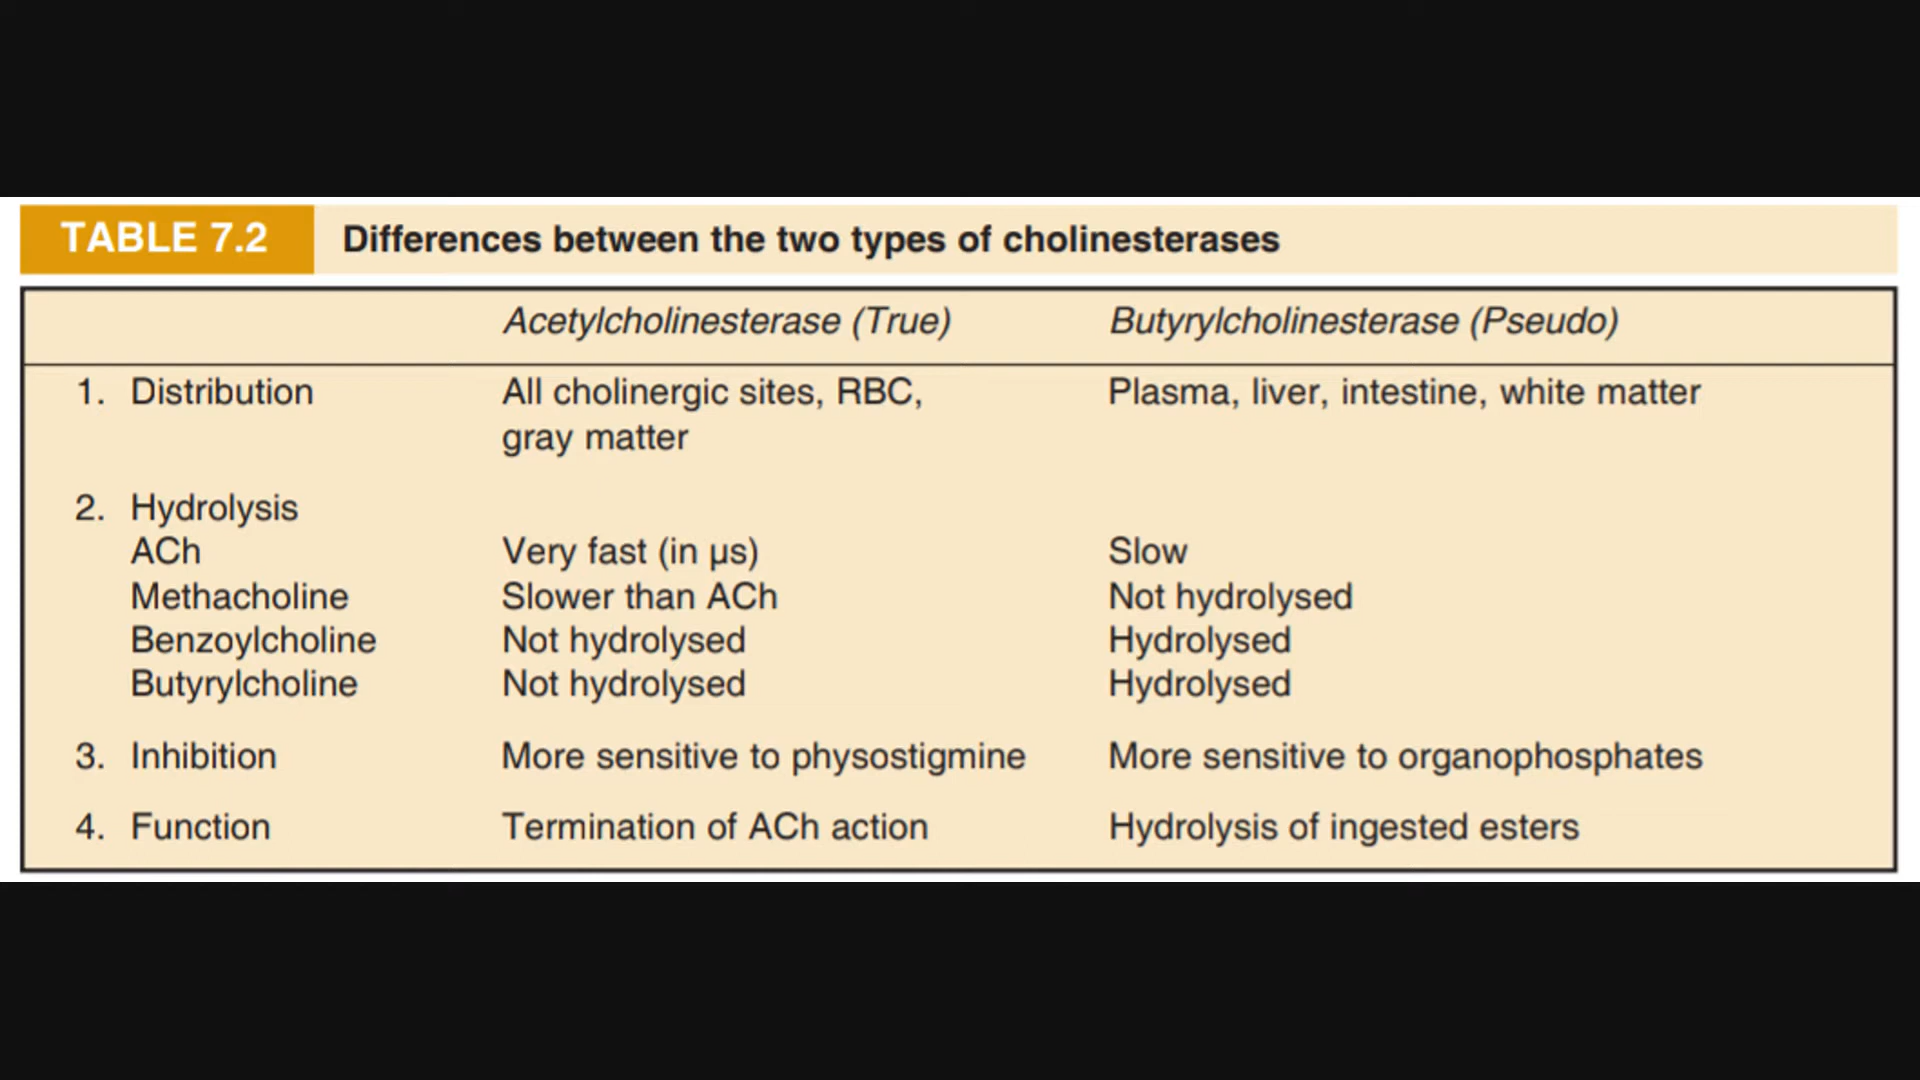 TABLE 7.2 Differences between the two types of cholinesterases
Acetylcholinesterase (True) Butyrylcholinesterase (Pseudo)
1. Distribution All cholinergic sites, RBC, Plasma, liver, intestine, white matter
gray matter
2. Hydrolysis
ACh Very fast (in µs) Slow
Methacholine Slower than ACh Not hydrolysed
Benzoylcholine Not hydrolysed Hydrolysed
Butyrylcholine Not hydrolysed Hydrolysed
3. Inhibition More sensitive to physostigmine More sensitive to organophosphates
4. Function Termination of ACh action Hydrolysis of ingested esters